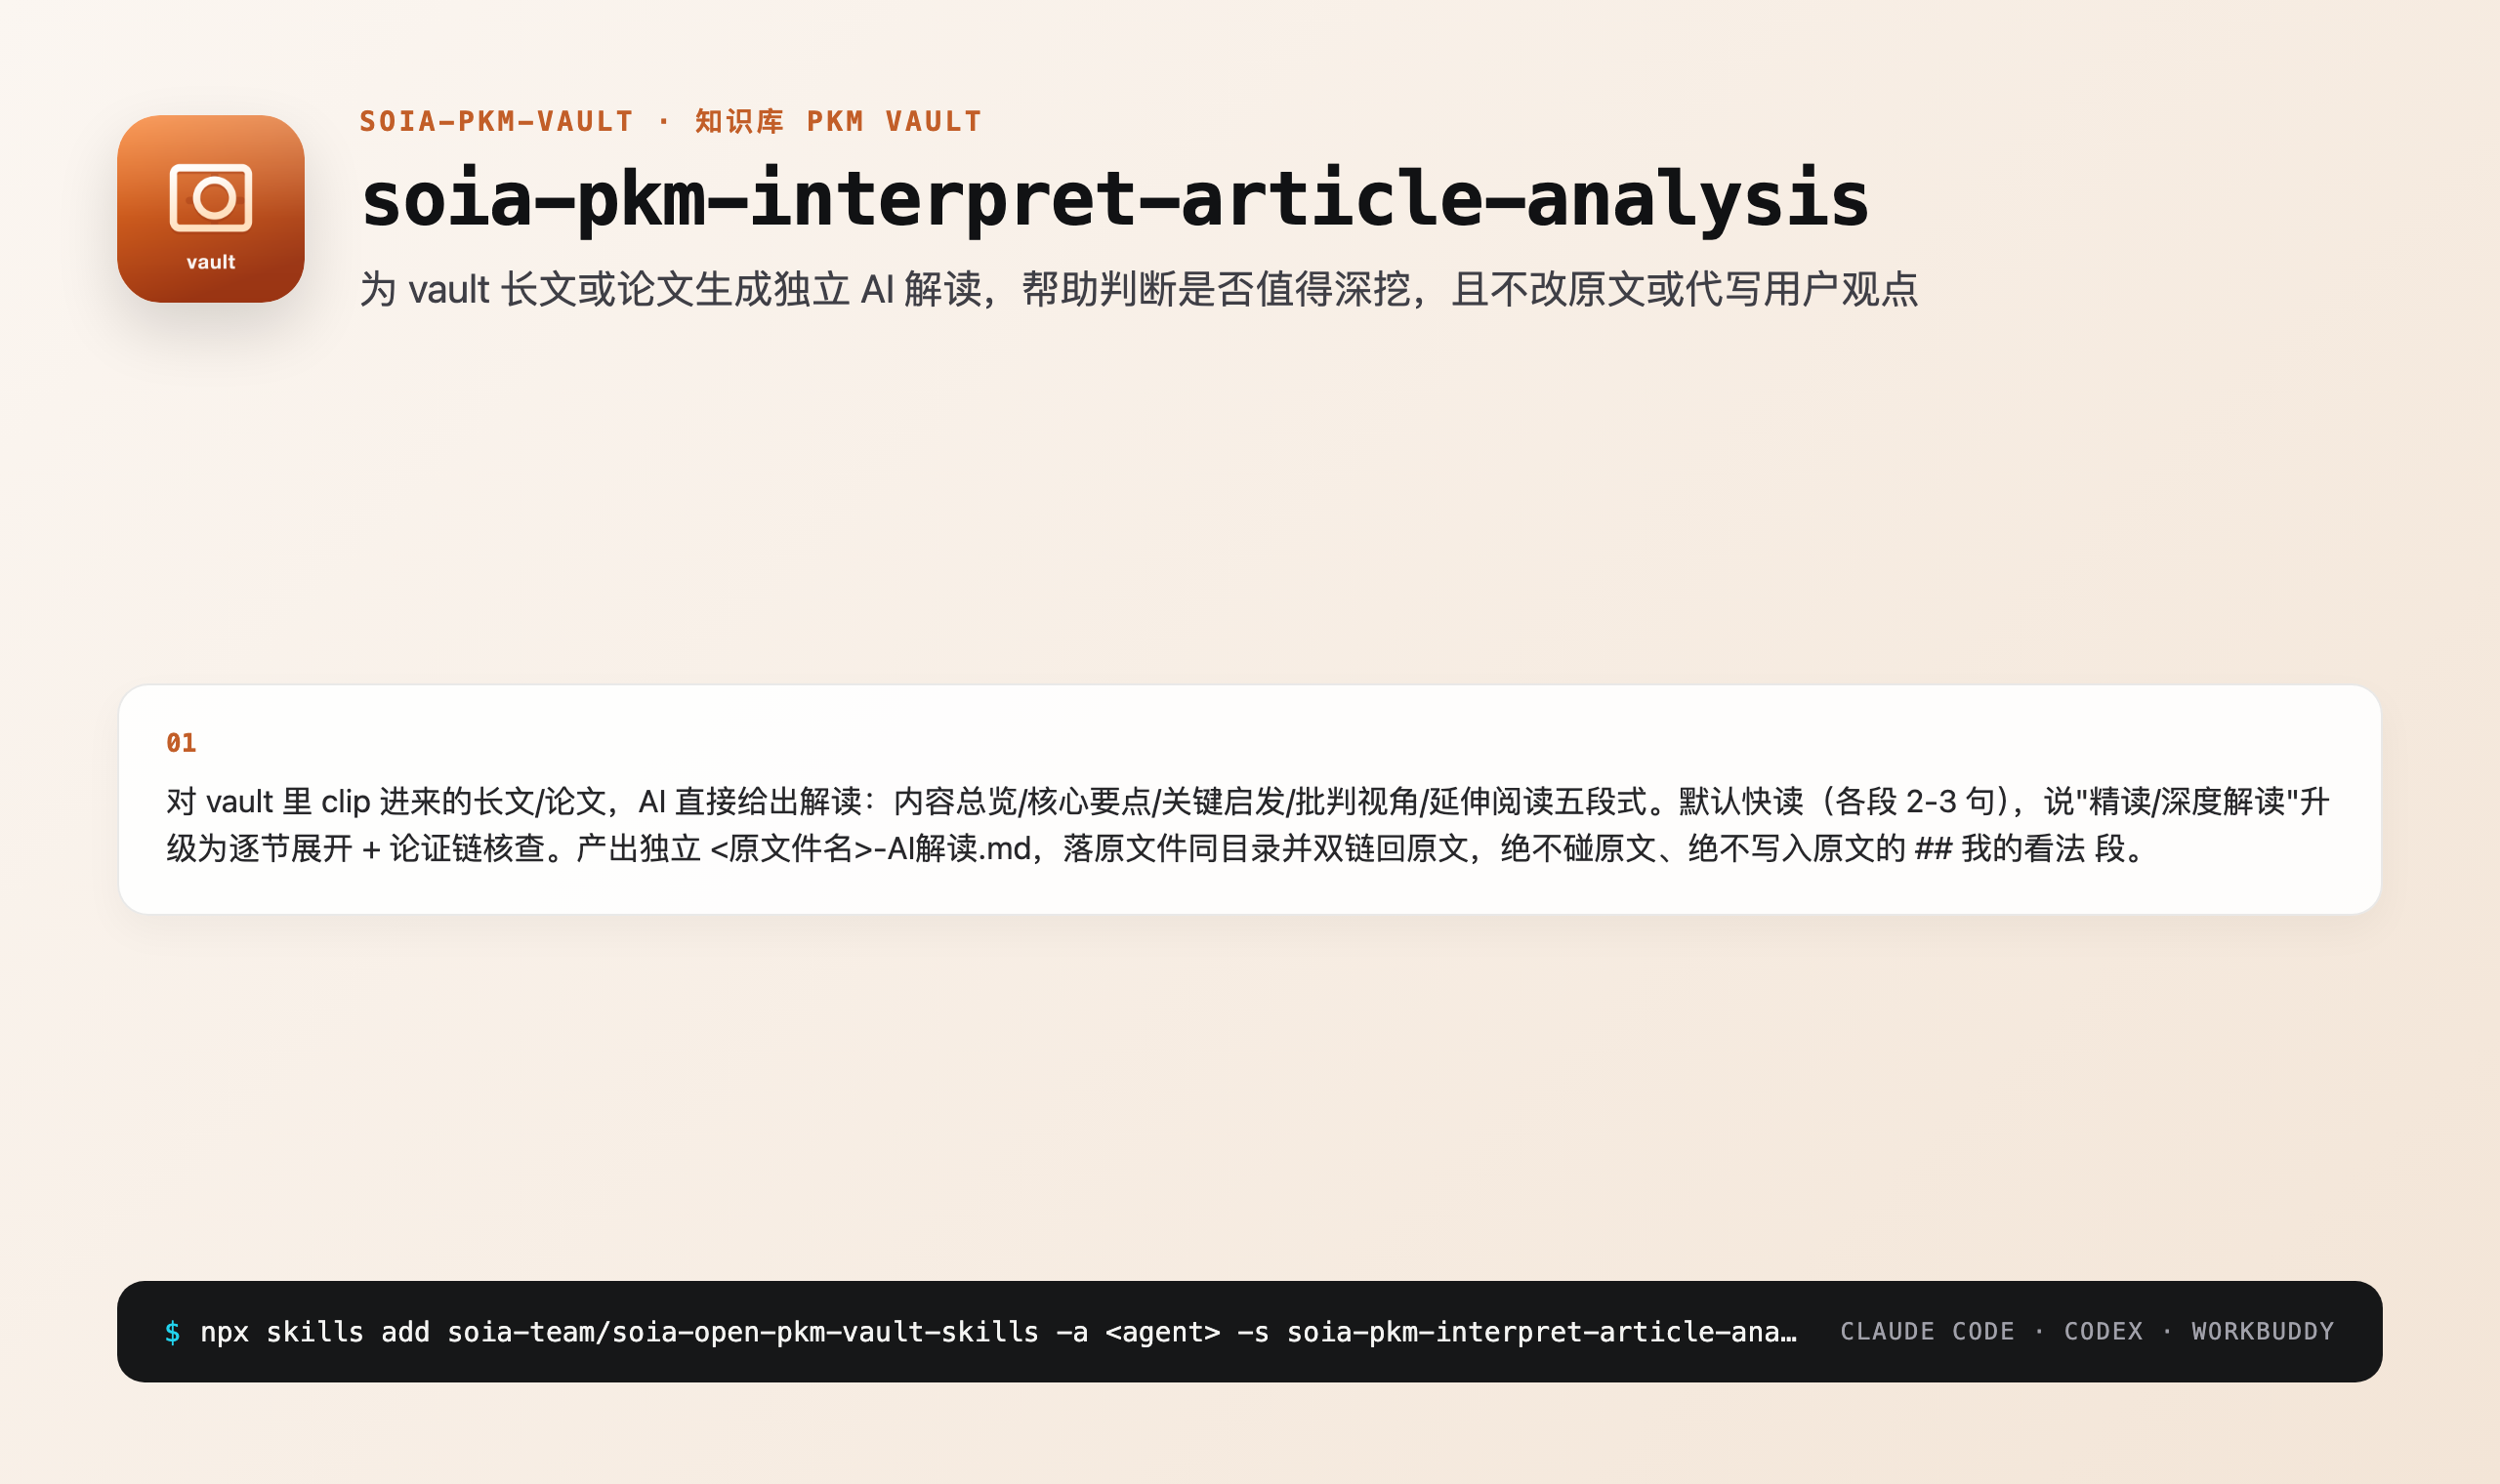 SOIA-PKM-VAULT · 知识库 PKM VAULT
soia-pkm-interpret-article-analysis
为 vault 长文或论文生成独立 AI 解读，帮助判断是否值得深挖，且不改原文或代写用户观点
vault
01
对 vault 里 clip 进来的长文/论文，AI 直接给出解读：内容总览/核心要点/关键启发/批判视角/延伸阅读五段式。默认快读（各段 2-3 句），说"精读/深度解读"升
级为逐节展开 + 论证链核查。产出独立 <原文件名>-AI解读.md，落原文件同目录并双链回原文，绝不碰原文、绝不写入原文的 ## 我的看法 段。
$ npx skills add soia-team/soia-open-pkm-vault-skills -a <agent> -s soia-pkm-interpret-article-ana… CLAUDE CODE · CODEX · WORKBUDDY